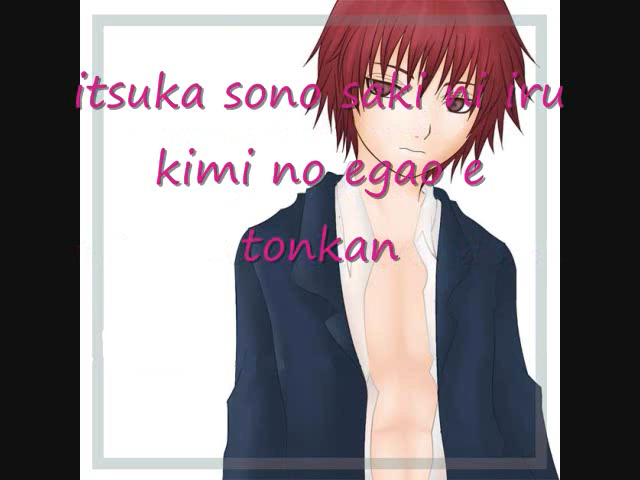 itsuka sono saki ni iru
kimi no egao e
tonkan